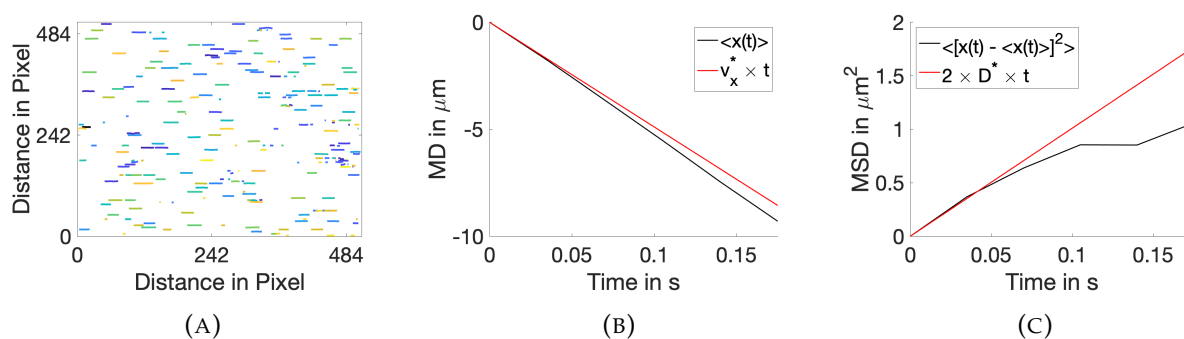 484
242
0
Distance in Pixel
0
242
484
Distance in Pixel
(A)
0
-5
-10
MD in μm
<x(t)>
v*x × t
0.05
0.1
0.15
Time in s
(B)
2
1.5
1
0.5
0
MSD in μm²
<[x(t) - <x(t)>]²>
2 × D* × t
0
0.05
0.1
0.15
Time in s
(C)